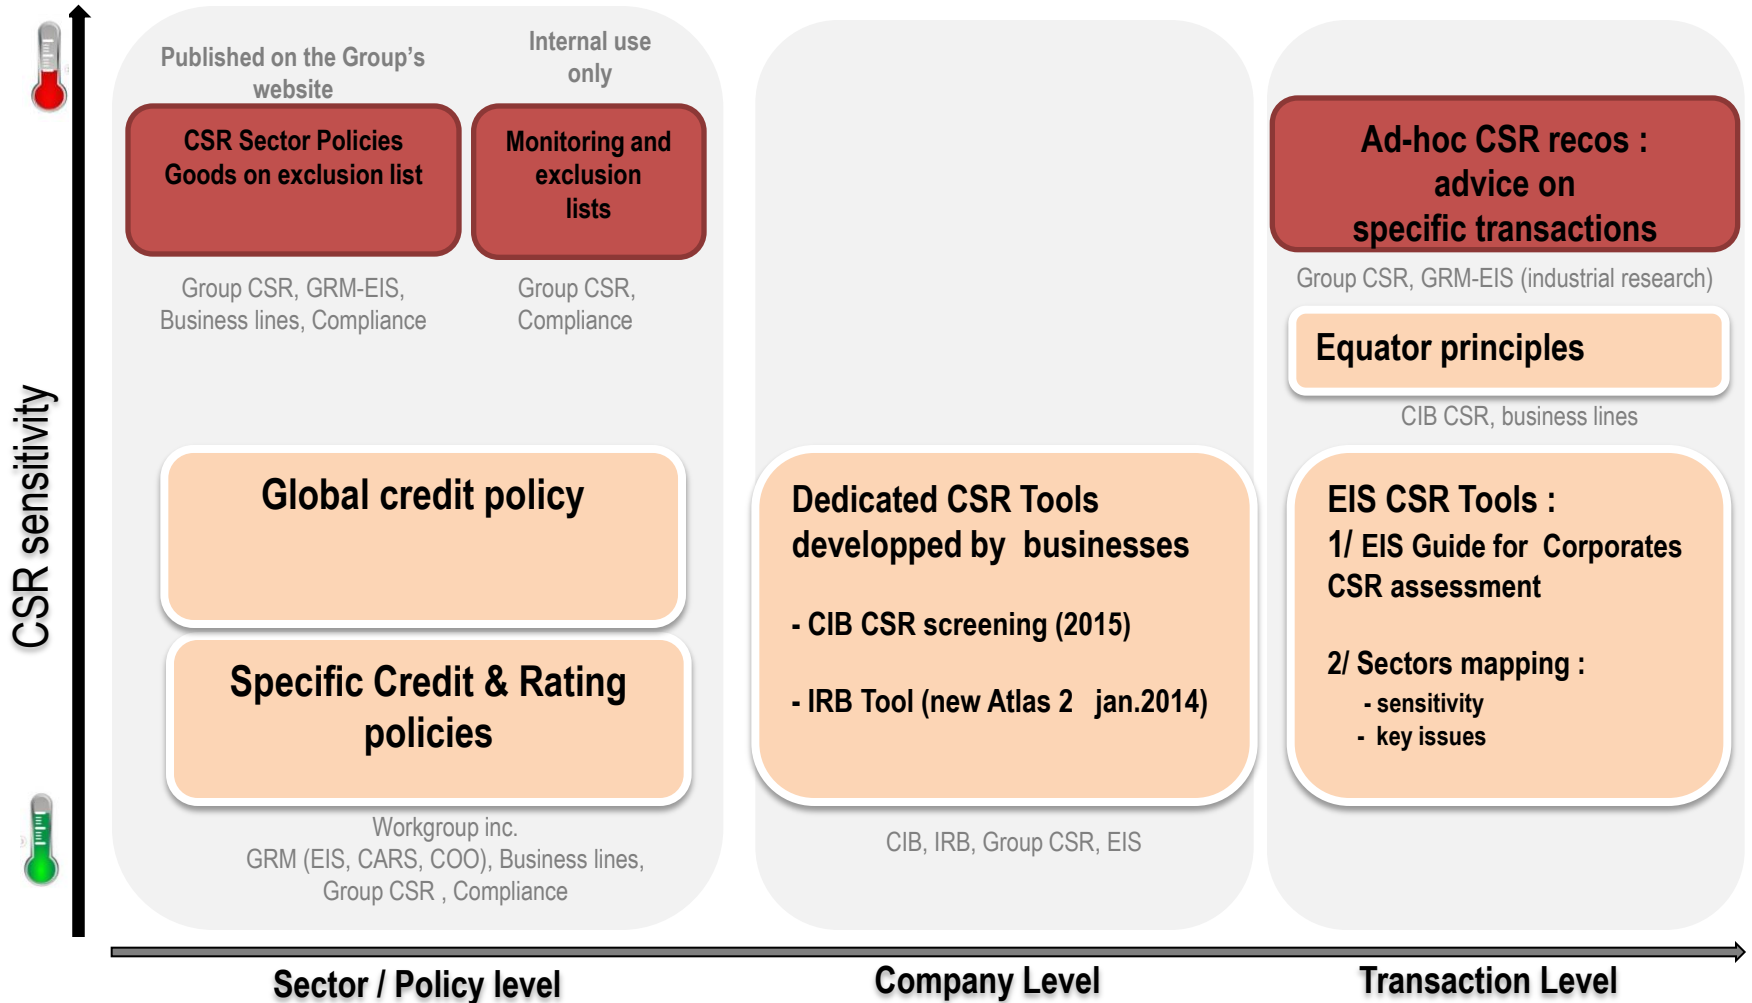 CSR sensitivity
Published on the Group's
website
Internal use
only
CSR Sector Policies
Goods on exclusion list
Monitoring and
exclusion
lists
Group CSR, GRM-EIS,
Business lines, Compliance
Group CSR,
Compliance
Global credit policy
Specific Credit & Rating
policies
Workgroup inc.
GRM (EIS, CARS, COO), Business lines,
Group CSR , Compliance
Dedicated CSR Tools
developped by businesses
- CIB CSR screening (2015)
- IRB Tool (new Atlas 2 jan.2014)
CIB, IRB, Group CSR, EIS
Ad-hoc CSR recos :
advice on
specific transactions
Group CSR, GRM-EIS (industrial research)
Equator principles
CIB CSR, business lines
EIS CSR Tools :
1/ EIS Guide for Corporates
CSR assessment
2/ Sectors mapping :
- sensitivity
- key issues
Sector / Policy level
Company Level
Transaction Level